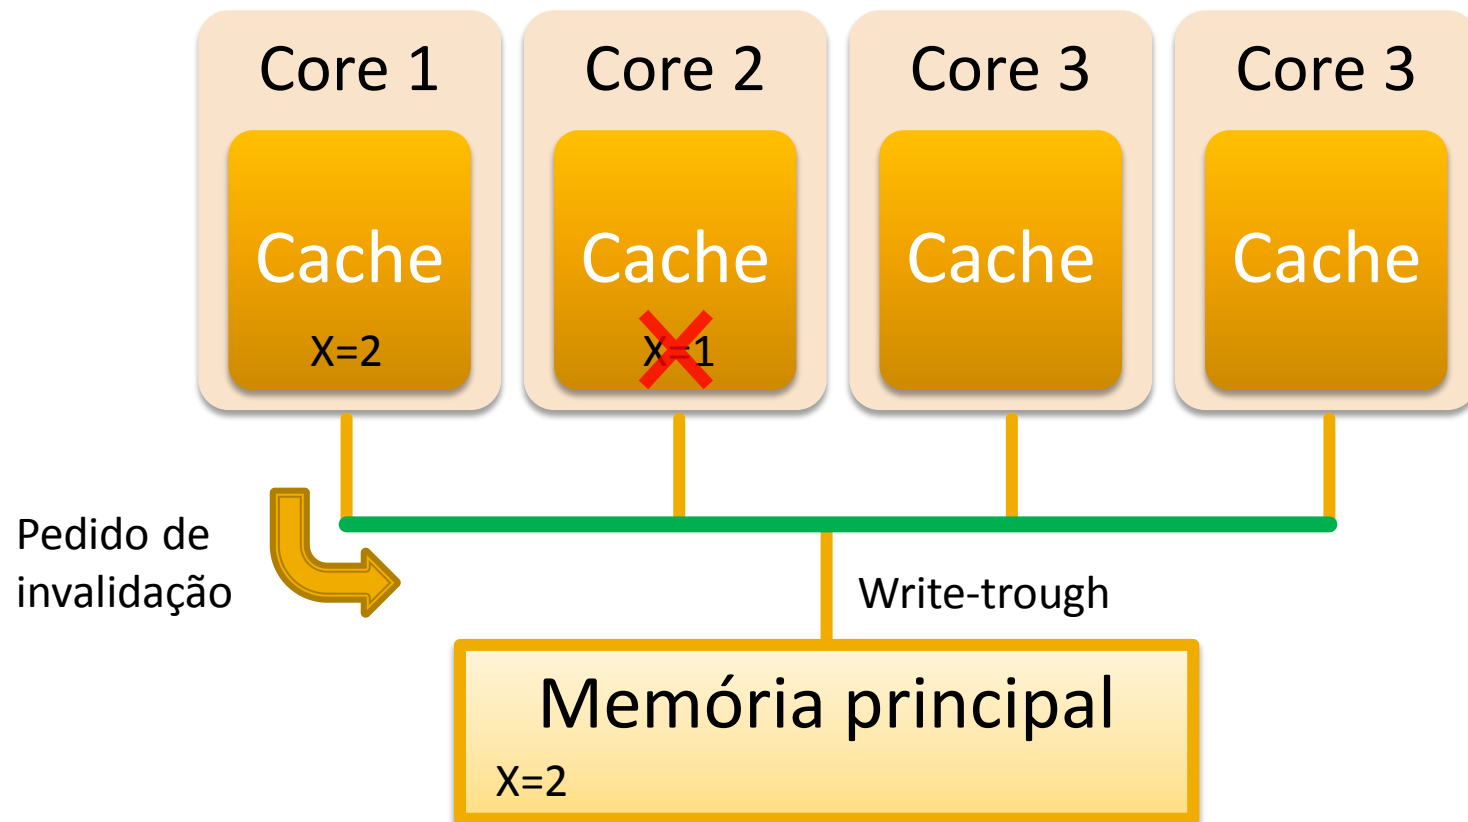 Core 1
Core 2
Core 3
Core 3
Cache
Cache
Cache
Cache
X=2
X=1
Pedido de
invalidação
Write-trough
Memória principal
X=2